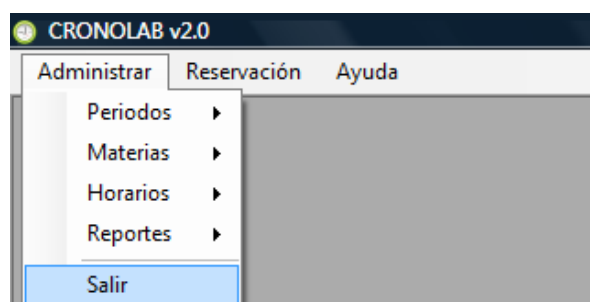 CRONOLAB v2.0
Administrar Reservación Ayuda
Periodos
Materias
Horarios
Reportes
Salir